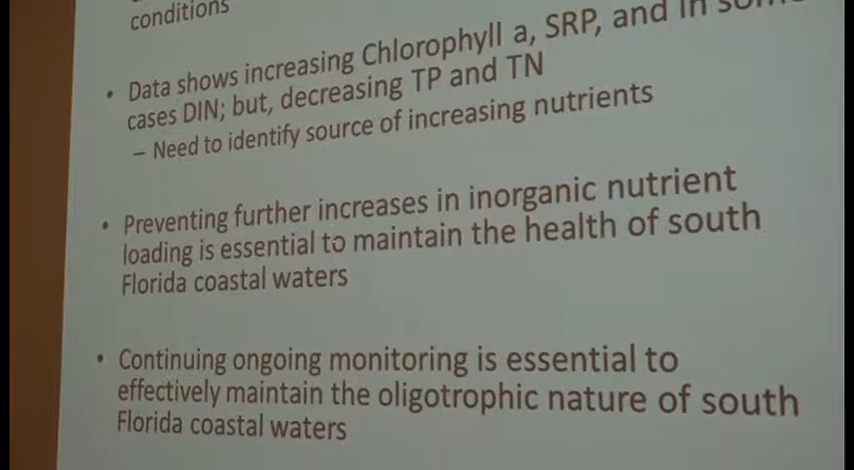 conditions
• Data shows increasing Chlorophyll a, SRP, and in some
cases DIN; but, decreasing TP and TN
– Need to identify source of increasing nutrients
• Preventing further increases in inorganic nutrient
loading is essential to maintain the health of south
Florida coastal waters
• Continuing ongoing monitoring is essential to
effectively maintain the oligotrophic nature of south
Florida coastal waters